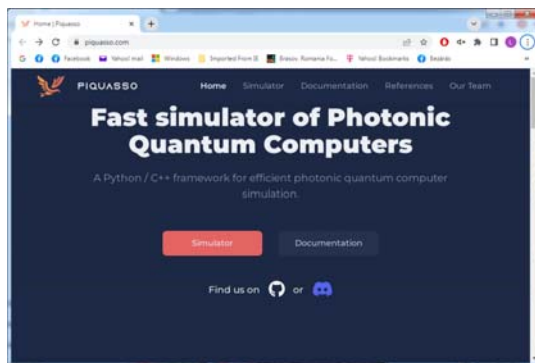 Home | Piquasso
piquasso.com
Facebook Yahoo! mail Windows Imported From IE Yahoo! Bookmarks
PIQUASSO Home Simulator Documentation References Our Team
Fast simulator of Photonic
Quantum Computers
A Python / C++ framework for efficient photonic quantum computer
simulation.
Simulator Documentation
Find us on or